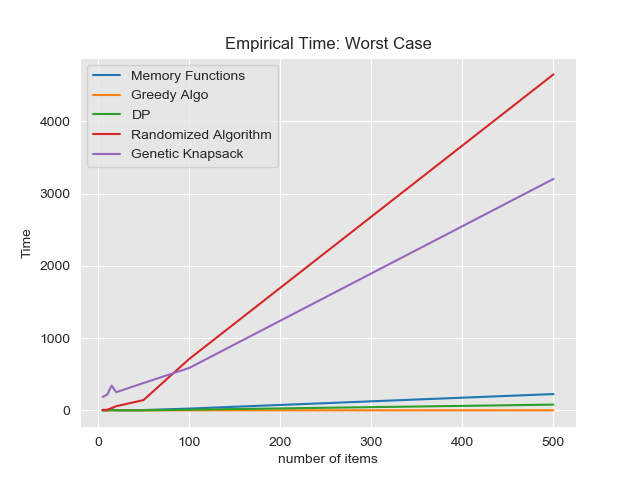 Empirical Time: Worst Case
Memory Functions
Greedy Algo
DP
Randomized Algorithm
Genetic Knapsack
Time
4000
3000
2000
1000
0
0 100 200 300 400 500
number of items